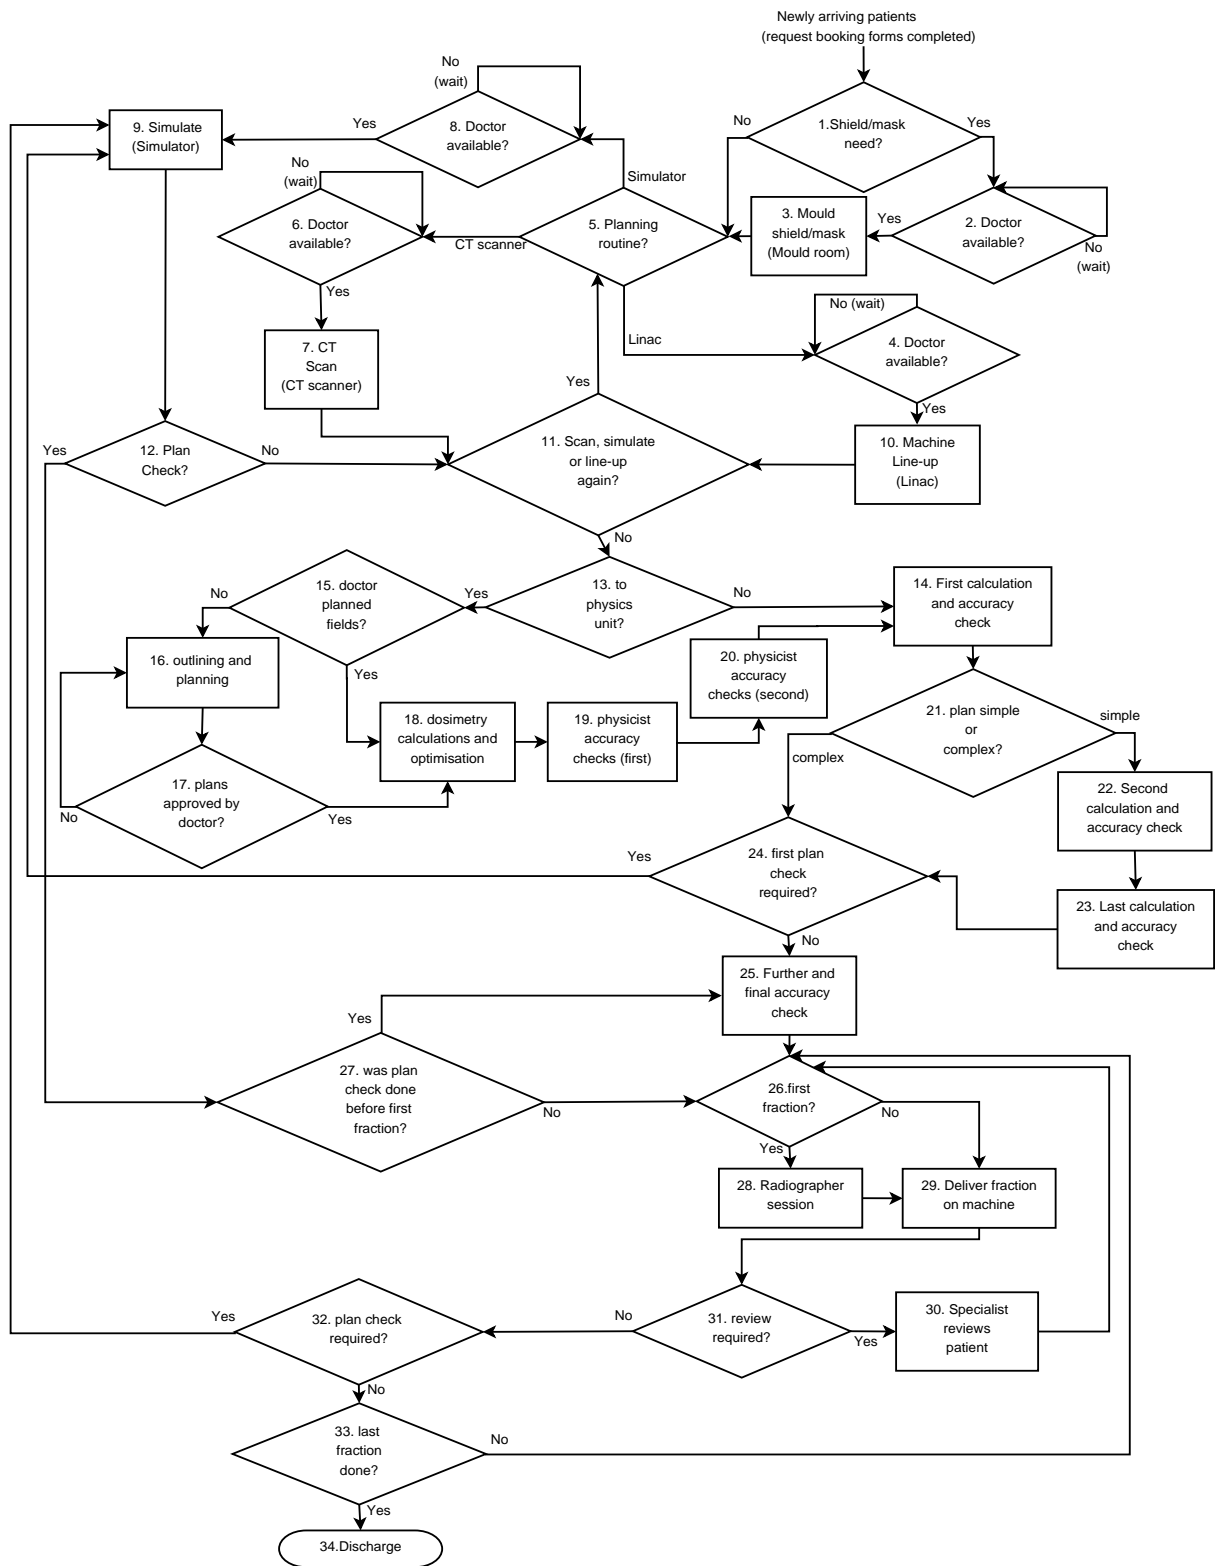 Newly arriving patients
(request booking forms completed)
No
(wait)
9. Simulate
(Simulator)
Yes
8. Doctor
available?
No
1.Shield/mask
need?
Yes
No
(wait)
Simulator
6. Doctor
available?
CT scanner
5. Planning
routine?
3. Mould
shield/mask
(Mould room)
Yes
2. Doctor
available?
No
(wait)
Yes
No (wait)
7. CT
Scan
(CT scanner)
Linac
4. Doctor
available?
Yes
Yes
Yes
12. Plan
Check?
No
11. Scan, simulate
or line-up
again?
10. Machine
Line-up
(Linac)
No
15. doctor
planned
fields?
No
Yes
13. to
physics
unit?
No
14. First calculation
and accuracy
check
16. outlining and
planning
Yes
20. physicist
accuracy
checks (second)
18. dosimetry
calculations and
optimisation
19. physicist
accuracy
checks (first)
21. plan simple
or
complex?
simple
complex
17. plans
approved by
doctor?
No
Yes
22. Second
calculation and
accuracy check
Yes
24. first plan
check
required?
23. Last calculation
and accuracy
check
No
25. Further and
final accuracy
check
Yes
27. was plan
check done
before first
fraction?
No
26.first
fraction?
No
Yes
28. Radiographer
session
29. Deliver fraction
on machine
Yes
32. plan check
required?
No
31. review
required?
Yes
30. Specialist
reviews
patient
No
33. last
fraction
done?
No
Yes
34.Discharge